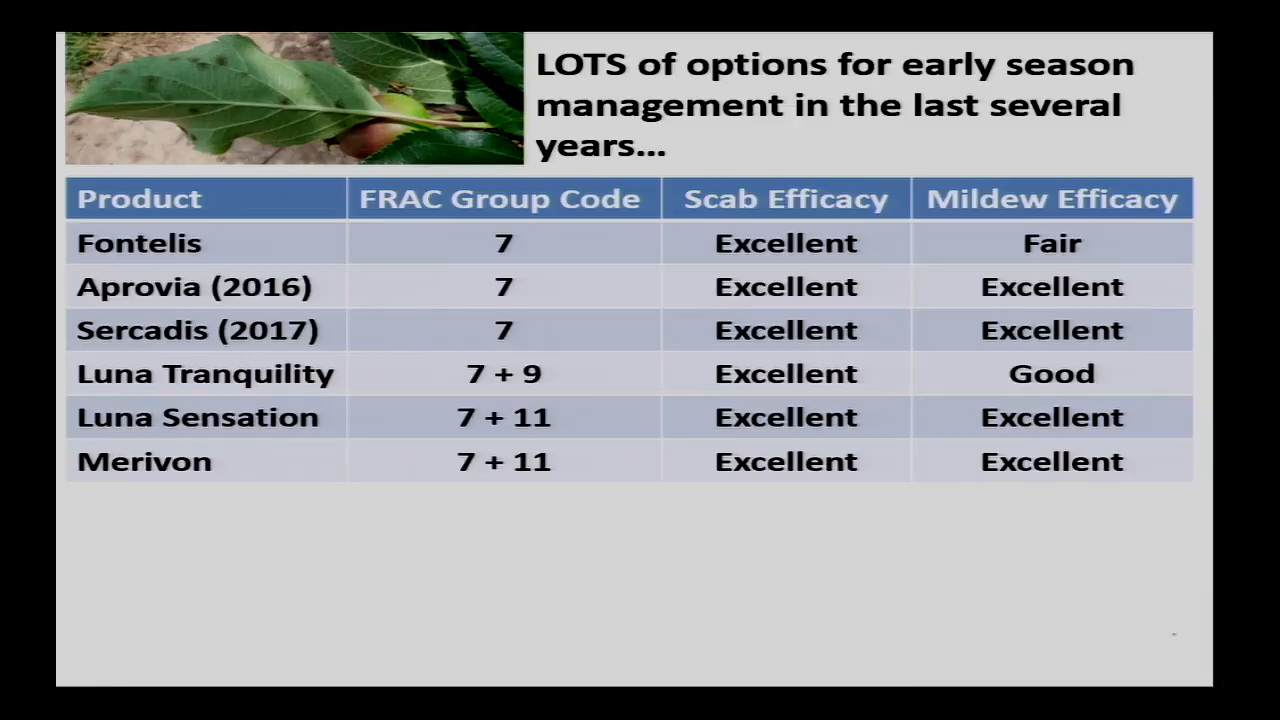 LOTS of options for early season
management in the last several
years...
Product FRAC Group Code Scab Efficacy Mildew Efficacy
Fontelis 7 Excellent Fair
Aprovia (2016) 7 Excellent Excellent
Sercadis (2017) 7 Excellent Excellent
Luna Tranquility 7 + 9 Excellent Good
Luna Sensation 7 + 11 Excellent Excellent
Merivon 7 + 11 Excellent Excellent